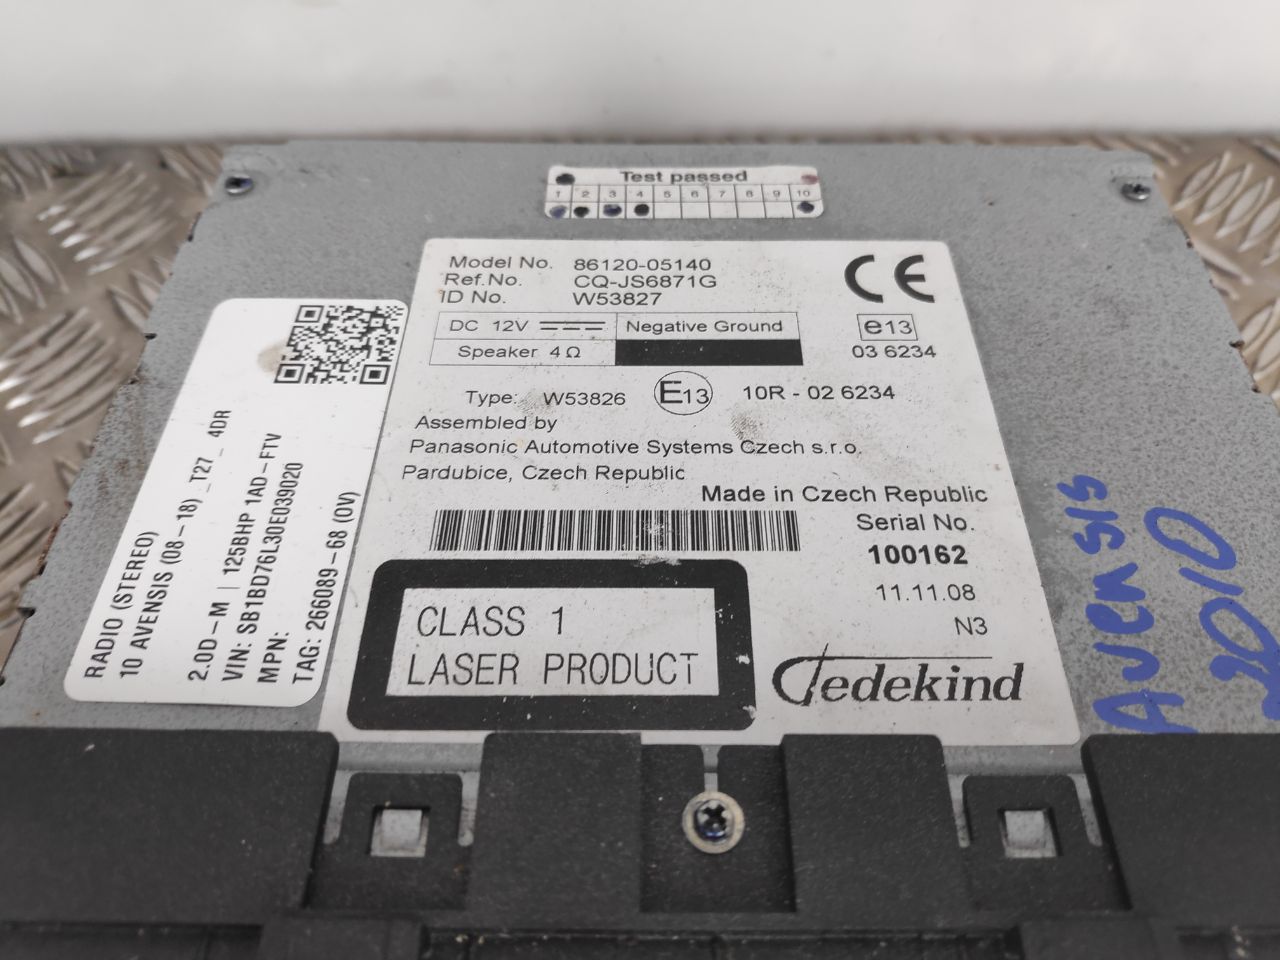 Test passed
1 2 3 4 5 6 7 8 9 10
Model No. 86120-05140
Ref.No. CQ-JS6871G
ID No. W53827
DC 12V Negative Ground
Speaker 4 Ω
CE
e13
03 6234
Type: W53826 E13 10R - 02 6234
Assembled by
Panasonic Automotive Systems Czech s.r.o.
Pardubice, Czech Republic
Made in Czech Republic
Serial No.
100162
11.11.08
N3
CLASS 1
LASER PRODUCT
Tedekind
RADIO (STEREO)
10 AVENSIS (08-18) _T27_ 4DR
2.0D-M | 125BHP 1AD-FTV
VIN: SB1BD76L30E039020
MPN:
TAG: 266089-68 (OV)
AVENSIS
2010